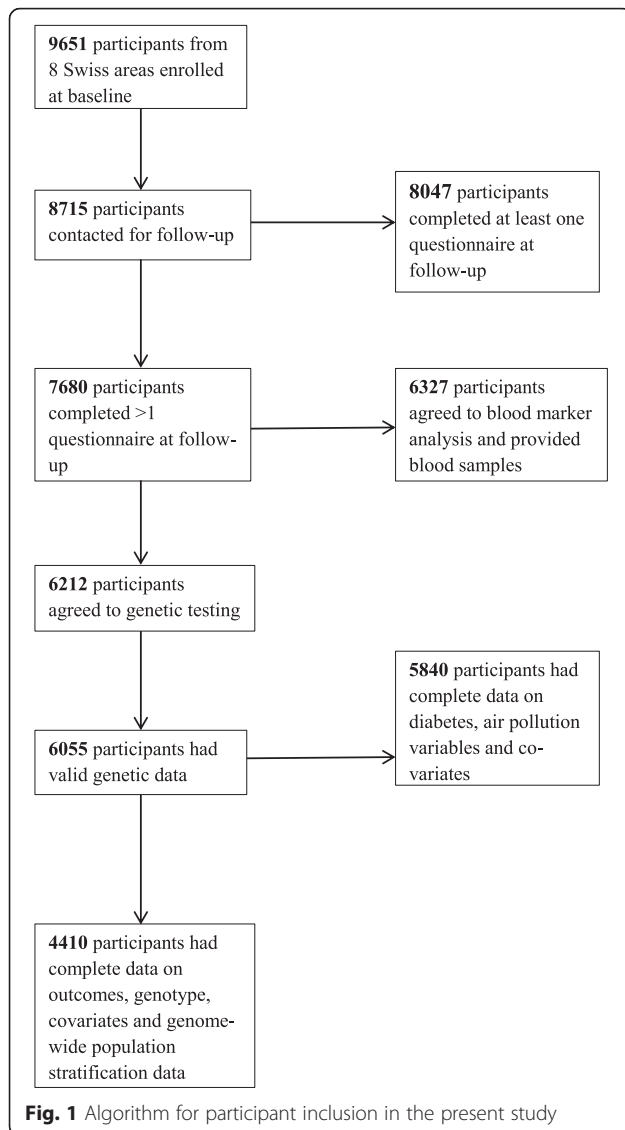 9651 participants from
8 Swiss areas enrolled
at baseline
8715 participants
contacted for follow-up
8047 participants
completed at least one
questionnaire at
follow-up
7680 participants
completed >1
questionnaire at follow-
up
6327 participants
agreed to blood marker
analysis and provided
blood samples
6212 participants
agreed to genetic testing
6055 participants had
valid genetic data
5840 participants had
complete data on
diabetes, air pollution
variables and co-
variates
4410 participants had
complete data on
outcomes, genotype,
covariates and genome-
wide population
stratification data
Fig. 1 Algorithm for participant inclusion in the present study